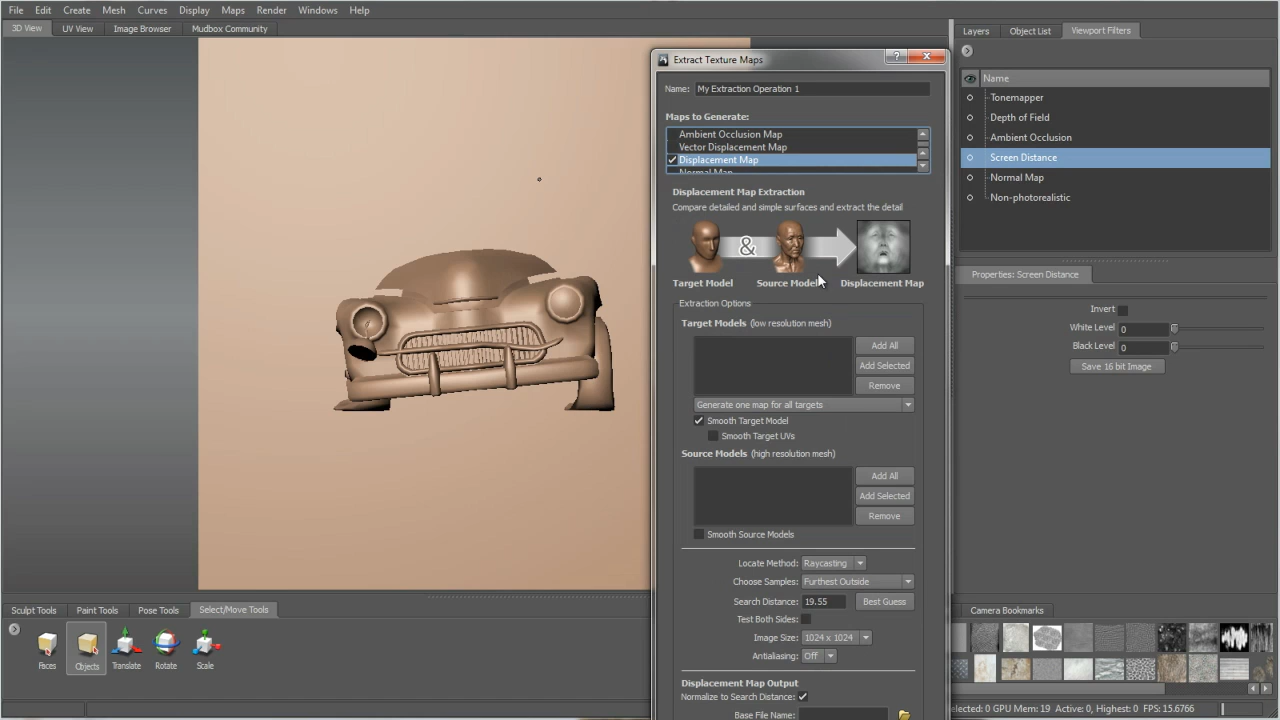 File Edit Create Mesh Curves Display Maps Render Windows Help
3D View UV View Image Browser Mudbox Community
Layers Object List Viewport Filters
Name
Tonemapper
Depth of Field
Ambient Occlusion
Screen Distance
Normal Map
Non-photorealistic
Properties: Screen Distance
Invert
White Level 0
Black Level 0
Save 16 bit Image
Extract Texture Maps
Name: My Extraction Operation 1
Maps to Generate:
Ambient Occlusion Map
Vector Displacement Map
Displacement Map
Normal Map
Displacement Map Extraction
Compare detailed and simple surfaces and extract the detail
&
Target Model Source Model Displacement Map
Extraction Options
Target Models (low resolution mesh)
Add All
Add Selected
Remove
Generate one map for all targets
Smooth Target Model
Smooth Target UVs
Source Models (high resolution mesh)
Add All
Add Selected
Remove
Smooth Source Models
Locate Method: Raycasting
Choose Samples: Furthest Outside
Search Distance: 19.55 Best Guess
Test Both Sides:
Image Size: 1024 x 1024
Antialiasing: Off
Displacement Map Output
Normalize to Search Distance:
Base File Name:
Sculpt Tools Paint Tools Pose Tools Select/Move Tools
Faces Objects Translate Rotate Scale
Camera Bookmarks
elected: 0 GPU Mem: 19 Active: 0, Highest: 0 FPS: 15.6766